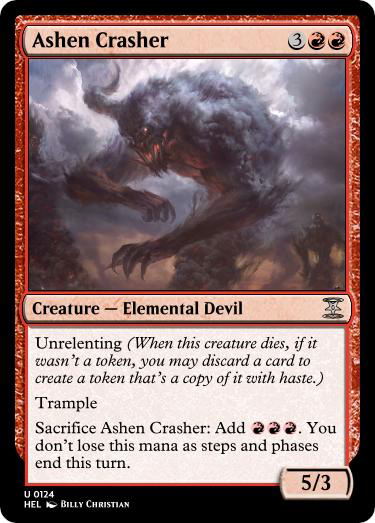 Ashen Crasher 3
Creature — Elemental Devil
Unrelenting (When this creature dies, if it
wasn't a token, you may discard a card to
create a token that's a copy of it with haste.)
Trample
Sacrifice Ashen Crasher: Add . You
don't lose this mana as steps and phases
end this turn.
5/3
U 0124
HEL BILLY CHRISTIAN